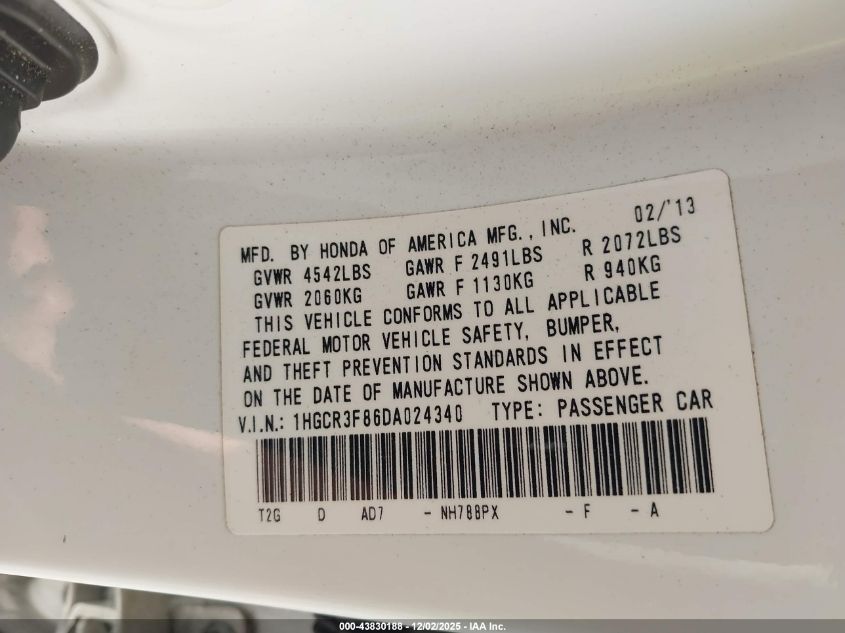 02/'13
MFD. BY HONDA OF AMERICA MFG., INC.
GVWR 4542LBS GAWR F 2491LBS R 2072LBS
GVWR 2060KG GAWR F 1130KG R 940KG
THIS VEHICLE CONFORMS TO ALL APPLICABLE
FEDERAL MOTOR VEHICLE SAFETY, BUMPER,
AND THEFT PREVENTION STANDARDS IN EFFECT
ON THE DATE OF MANUFACTURE SHOWN ABOVE.
V.I.N.: 1HGCR3F86DA024340 TYPE: PASSENGER CAR
T2G D AD7 - NH788PX - F - A
000-43830188 - 12/02/2025 - IAA Inc.